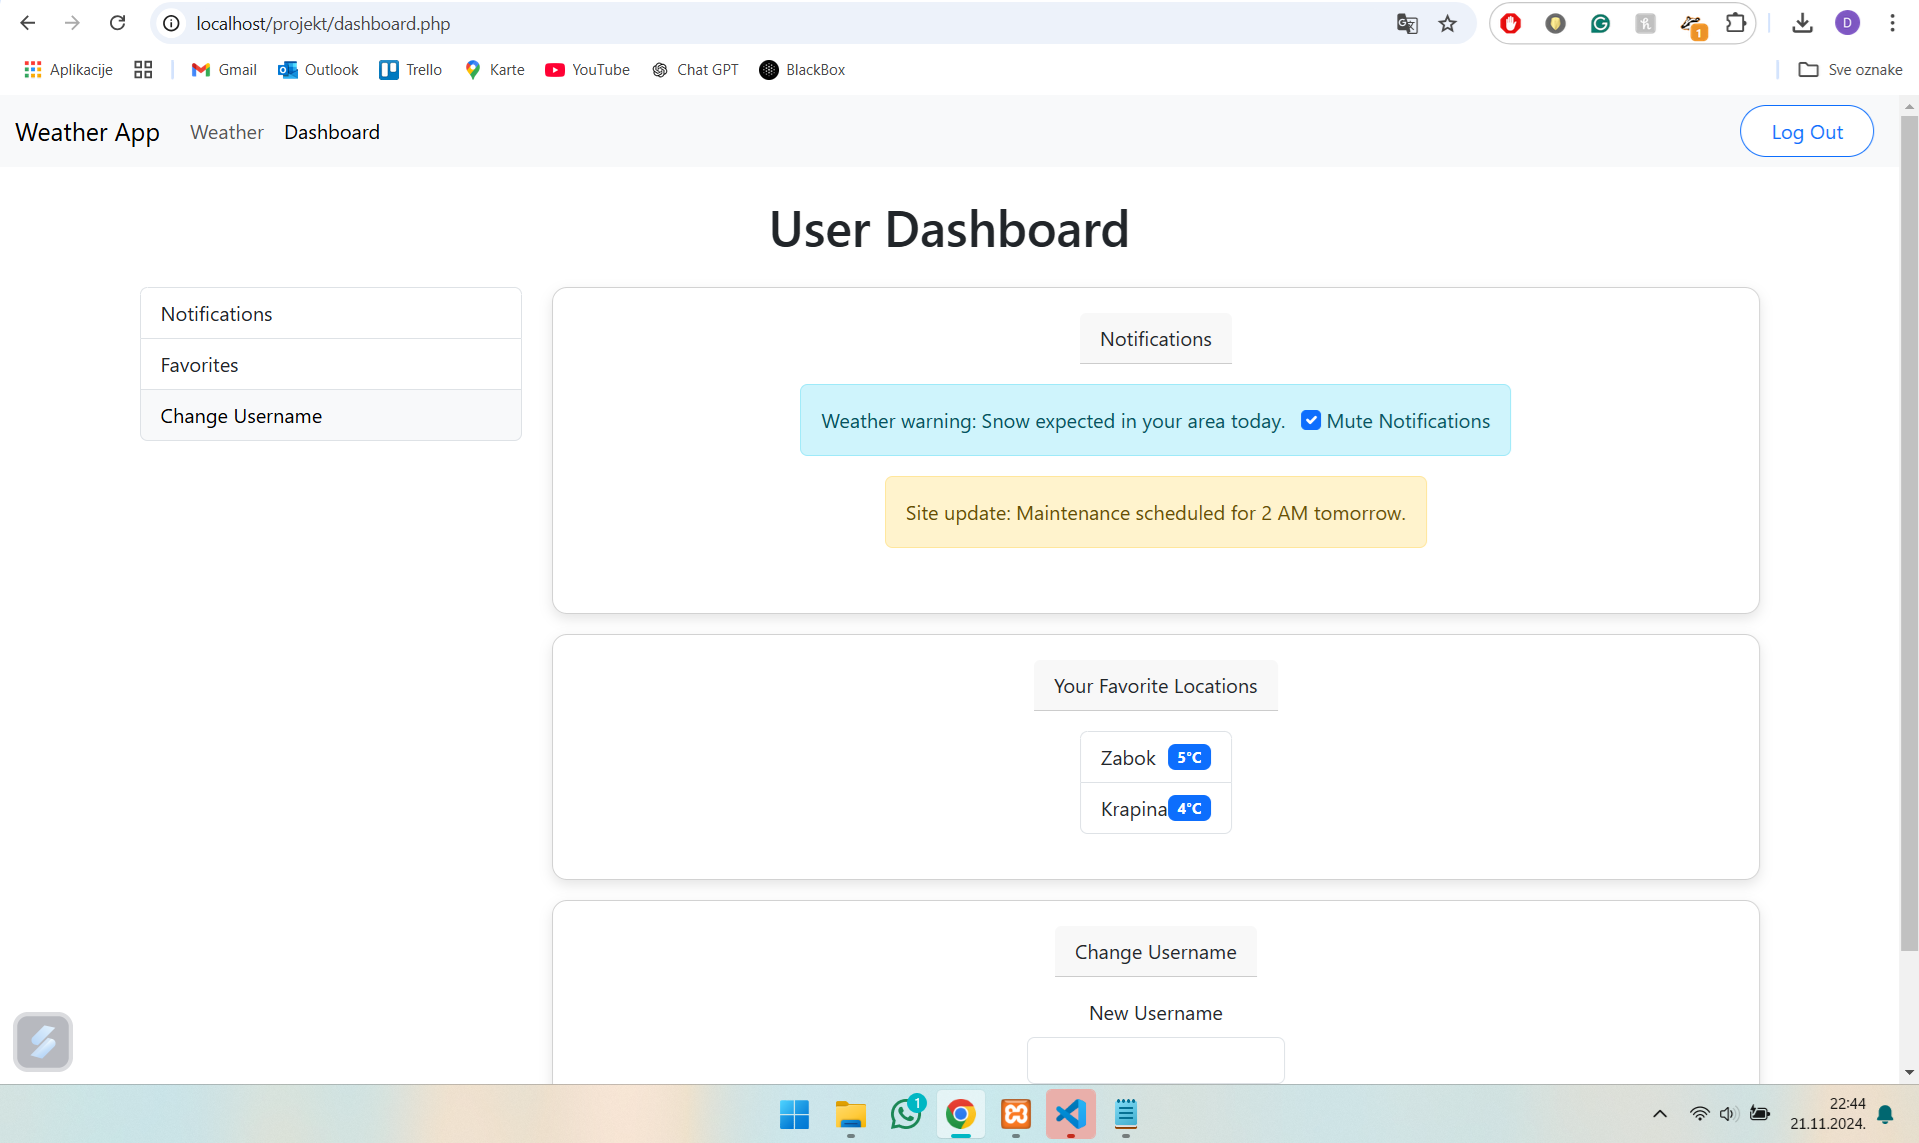 localhost/projekt/dashboard.php
1
D
Aplikacije
Gmail
Outlook
Trello
Karte
YouTube
Chat GPT
BlackBox
Sve oznake
Weather App
Weather
Dashboard
Log Out
User Dashboard
Notifications
Favorites
Change Username
Notifications
Weather warning: Snow expected in your area today. Mute Notifications
Site update: Maintenance scheduled for 2 AM tomorrow.
Your Favorite Locations
Zabok 5°C
Krapina 4°C
Change Username
New Username
1
22:44
21.11.2024.